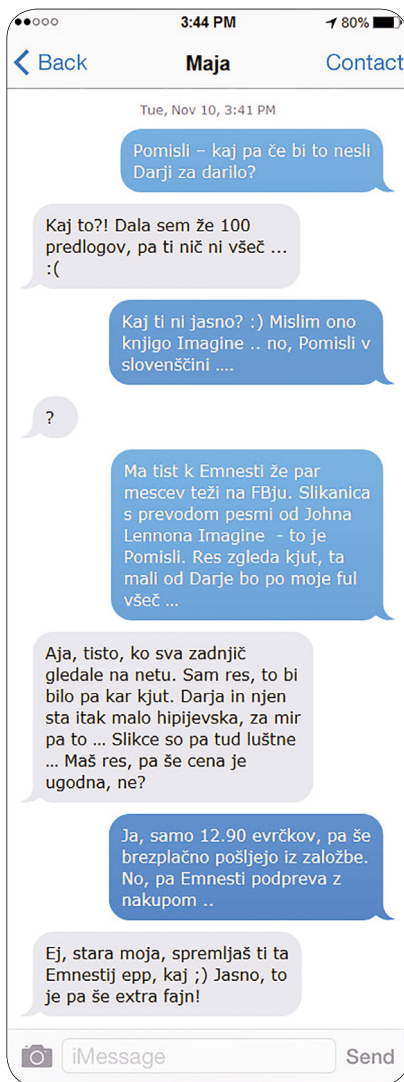 3:44 PM
80%
Back
Maja
Contact
Tue, Nov 10, 3:41 PM
Pomisli – kaj pa če bi to nesli
Darji za darilo?
Kaj to?! Dala sem že 100
predlogov, pa ti nič ni všeč ...
:(
Kaj ti ni jasno? :) Mislim ono
knjigo Imagine .. no, Pomisli v
slovenščini ....
?
Ma tist k Emnesti že par
mescev teži na FBju. Slikanica
s prevodom pesmi od Johna
Lennona Imagine - to je
Pomisli. Res zgleda kjut, ta
mali od Darje bo po moje ful
všeč ...
Aja, tisto, ko sva zadnjič
gledale na netu. Sam res, to bi
bilo pa kar kjut. Darja in njen
sta itak malo hipijevska, za mir
pa to ... Slikce so pa tud luštne
... Maš res, pa še cena je
ugodna, ne?
Ja, samo 12.90 evrčkov, pa še
brezplačno pošljejo iz založbe.
No, pa Emnesti podpreva z
nakupom ..
Ej, stara moja, spremljaš ti ta
Emnestij epp, kaj ;) Jasno, to
je pa še extra fajn!
iMessage
Send